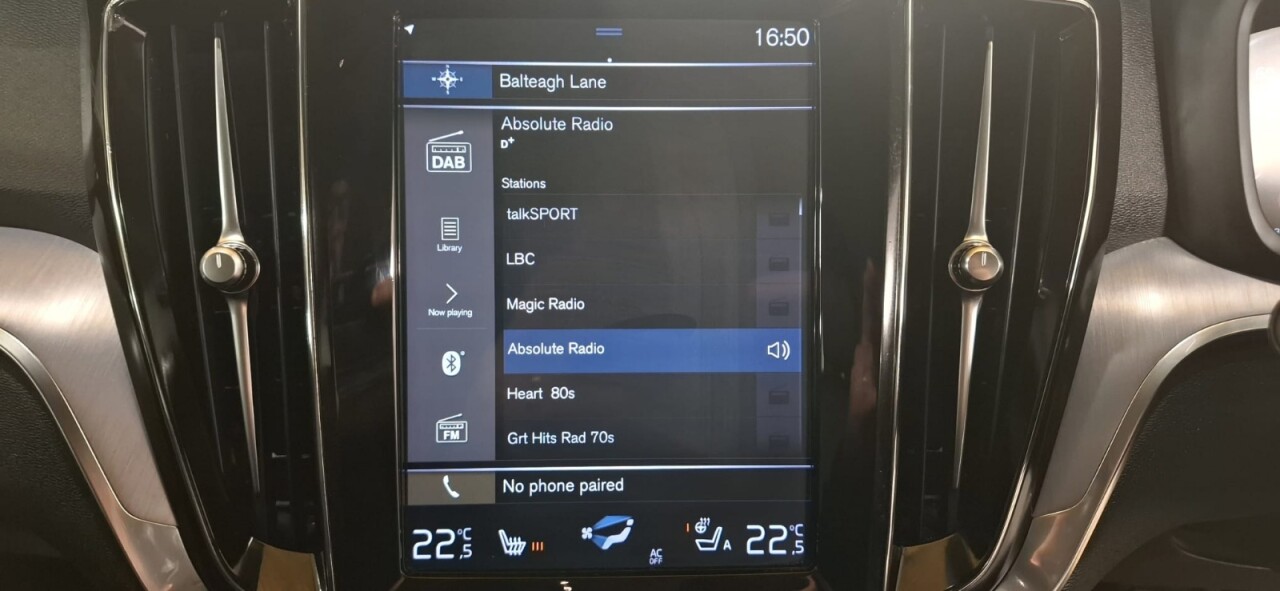 16:50
Balteagh Lane
Absolute Radio
D+
DAB
Stations
talkSPORT
Library
LBC
Now playing
Magic Radio
Absolute Radio
Heart 80s
FM
Grt Hits Rad 70s
No phone paired
22,5 °C
AC
OFF
A
22,5 °C